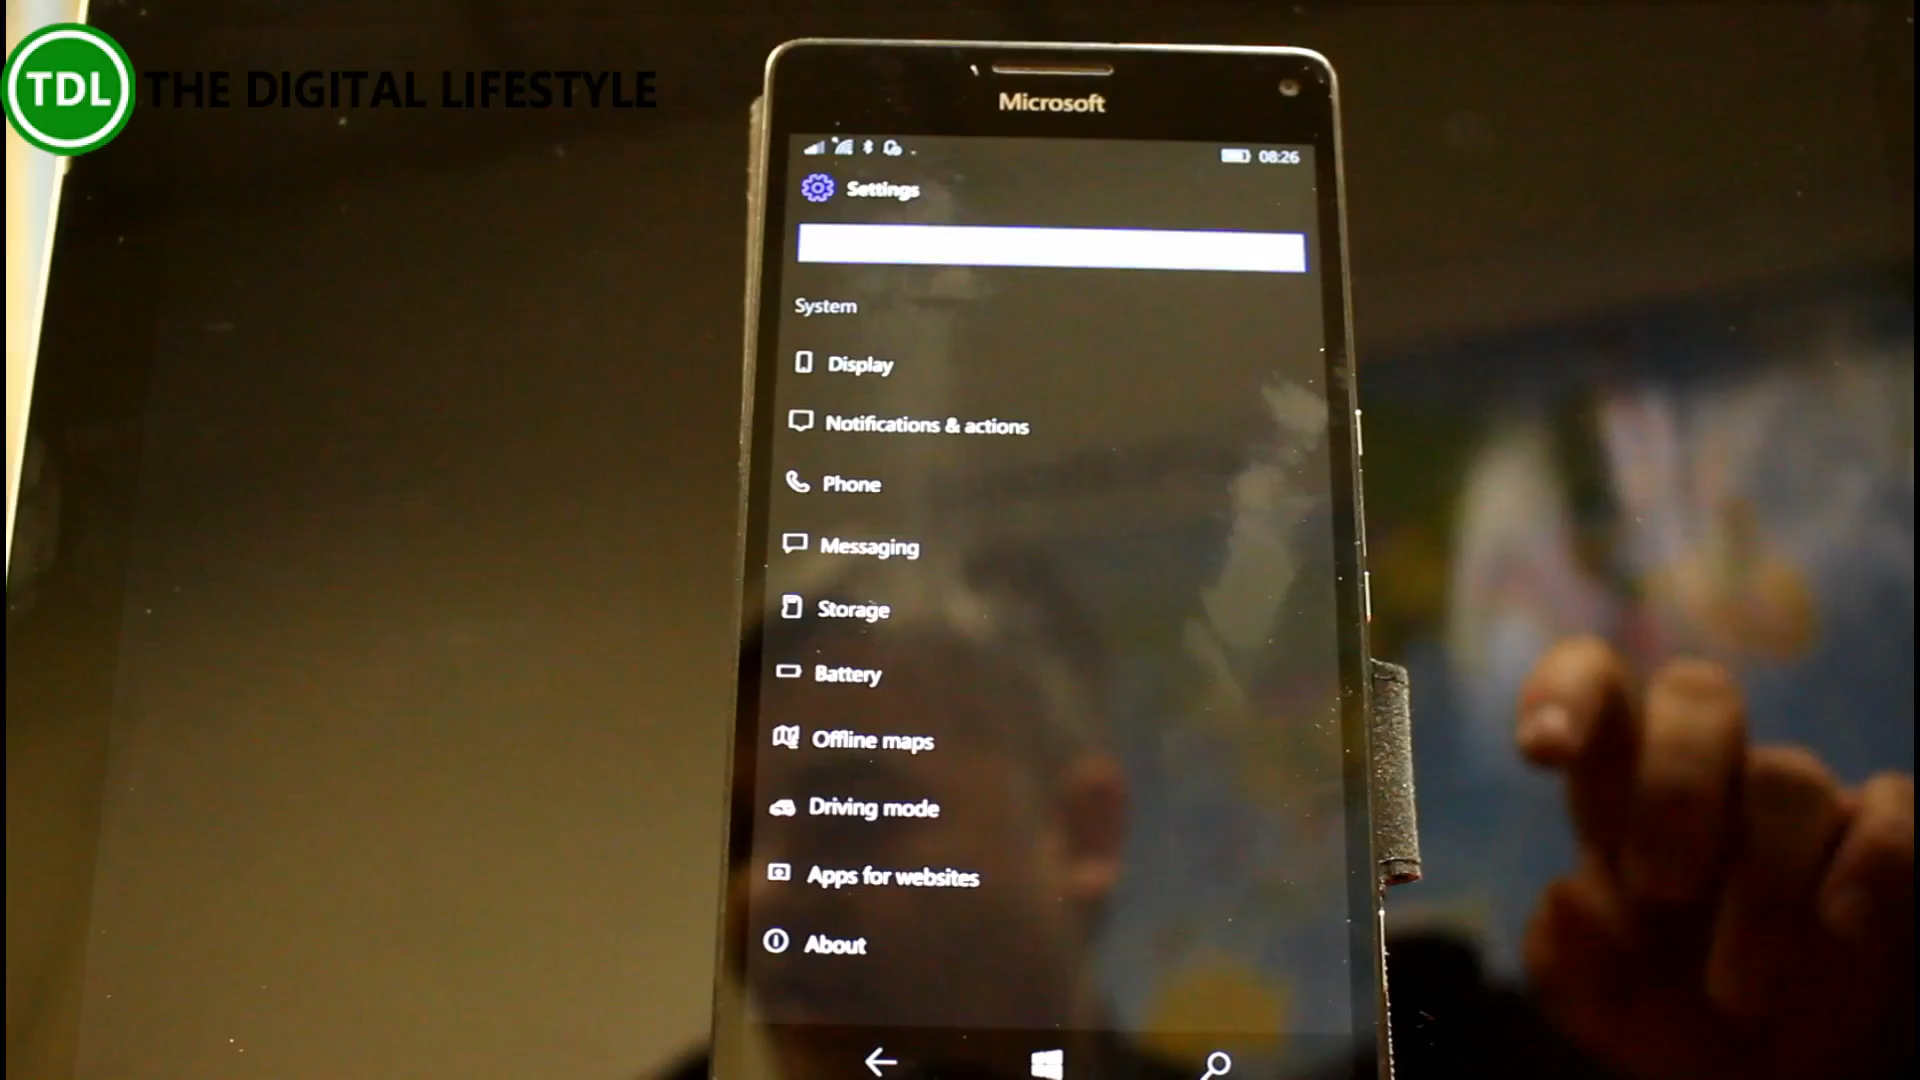 TDL THE DIGITAL LIFESTYLE
Microsoft
08:26
Settings
System
Display
Notifications & actions
Phone
Messaging
Storage
Battery
Offline maps
Driving mode
Apps for websites
About